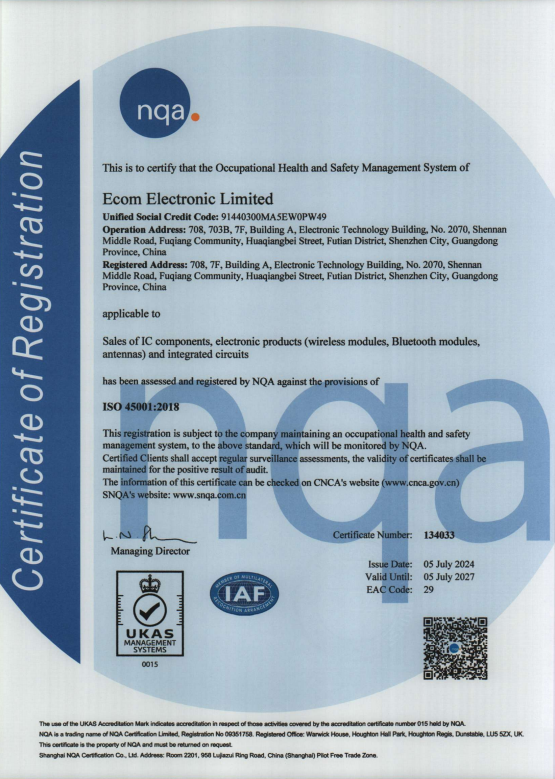 nqa.
Certificate of Registration
This is to certify that the Occupational Health and Safety Management System of
Ecom Electronic Limited
Unified Social Credit Code: 91440300MA5EW0PW49
Operation Address: 708, 703B, 7F, Building A, Electronic Technology Building, No. 2070, Shennan
Middle Road, Fuqiang Community, Huaqiangbei Street, Futian District, Shenzhen City, Guangdong
Province, China
Registered Address: 708, 7F, Building A, Electronic Technology Building, No. 2070, Shennan
Middle Road, Fuqiang Community, Huaqiangbei Street, Futian District, Shenzhen City, Guangdong
Province, China
applicable to
Sales of IC components, electronic products (wireless modules, Bluetooth modules,
antennas) and integrated circuits
has been assessed and registered by NQA against the provisions of
ISO 45001:2018
This registration is subject to the company maintaining an occupational health and safety
management system, to the above standard, which will be monitored by NQA.
Certified Clients shall accept regular surveillance assessments, the validity of certificates shall be
maintained for the positive result of audit.
The information of this certificate can be checked on CNCA's website (www.cnca.gov.cn)
SNQA's website: www.snqa.com.cn
nqa
Managing Director
Certificate Number: 134033
Issue Date: 05 July 2024
Valid Until: 05 July 2027
EAC Code: 29
UKAS
MANAGEMENT
SYSTEMS
0015
MEMBER OF MULTILATERAL
IAF
RECOGNITION ARRANGEMENT
The use of the UKAS Accreditation Mark indicates accreditation in respect of those activities covered by the accreditation certificate number 015 held by NQA.
NQA is a trading name of NQA Certification Limited, Registration No 09351758. Registered Office: Warwick House, Houghton Hall Park, Houghton Regis, Dunstable, LU5 5ZX, UK.
This certificate is the property of NQA and must be returned on request.
Shanghai NQA Certification Co., Ltd. Address: Room 2201, 958 Lujiazui Ring Road, China (Shanghai) Pilot Free Trade Zone.